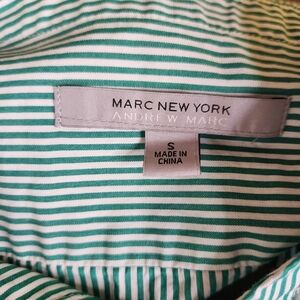 MARC NEW YORK
ANDREW MARC
S
MADE IN
CHINA